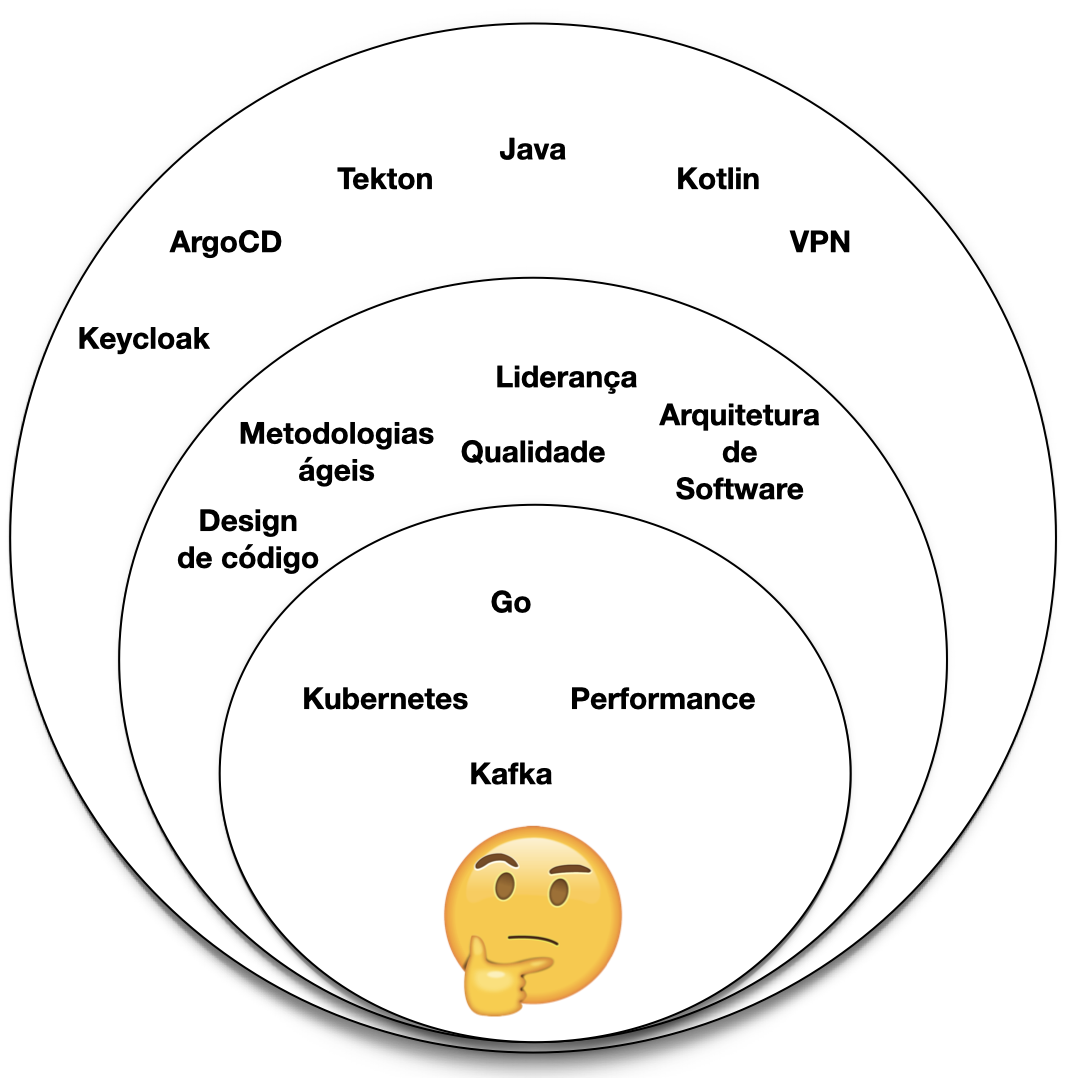 Java
Tekton
Kotlin
ArgoCD
VPN
Keycloak
Liderança
Metodologias
ágeis
Qualidade
Arquitetura
de
Software
Design
de código
Go
Kubernetes
Performance
Kafka